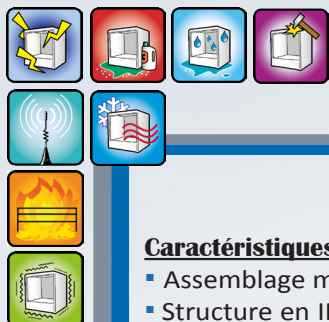 Caractéristiques
▪ Assemblage
▪ Structure en